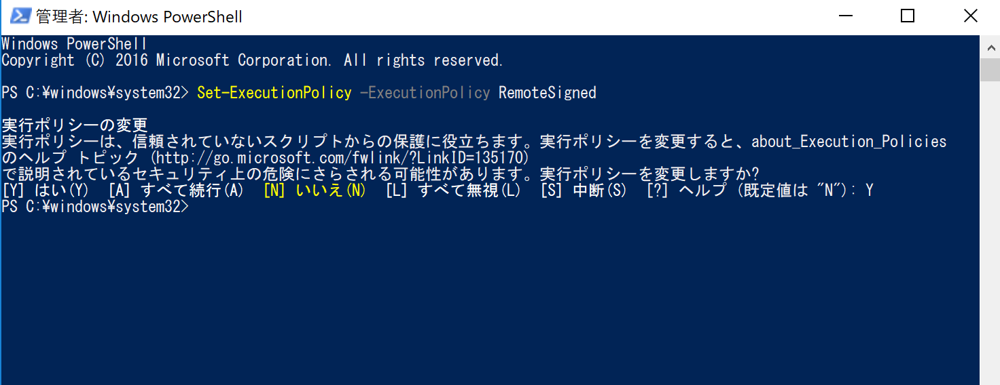 管理者: Windows PowerShell
Windows PowerShell
Copyright (C) 2016 Microsoft Corporation. All rights reserved.
PS C:¥windows¥system32> Set-ExecutionPolicy -ExecutionPolicy RemoteSigned
実行ポリシーの変更
実行ポリシーは、信頼されていないスクリプトからの保護に役立ちます。実行ポリシーを変更すると、about_Execution_Policies
のヘルプ トピック (http://go.microsoft.com/fwlink/?LinkID=135170)
で説明されているセキュリティ上の危険にさらされる可能性があります。実行ポリシーを変更しますか?
[Y] はい(Y)  [A] すべて続行(A)  [N] いいえ(N)  [L] すべて無視(L)  [S] 中断(S)  [?] ヘルプ (既定値は "N"): Y
PS C:¥windows¥system32>